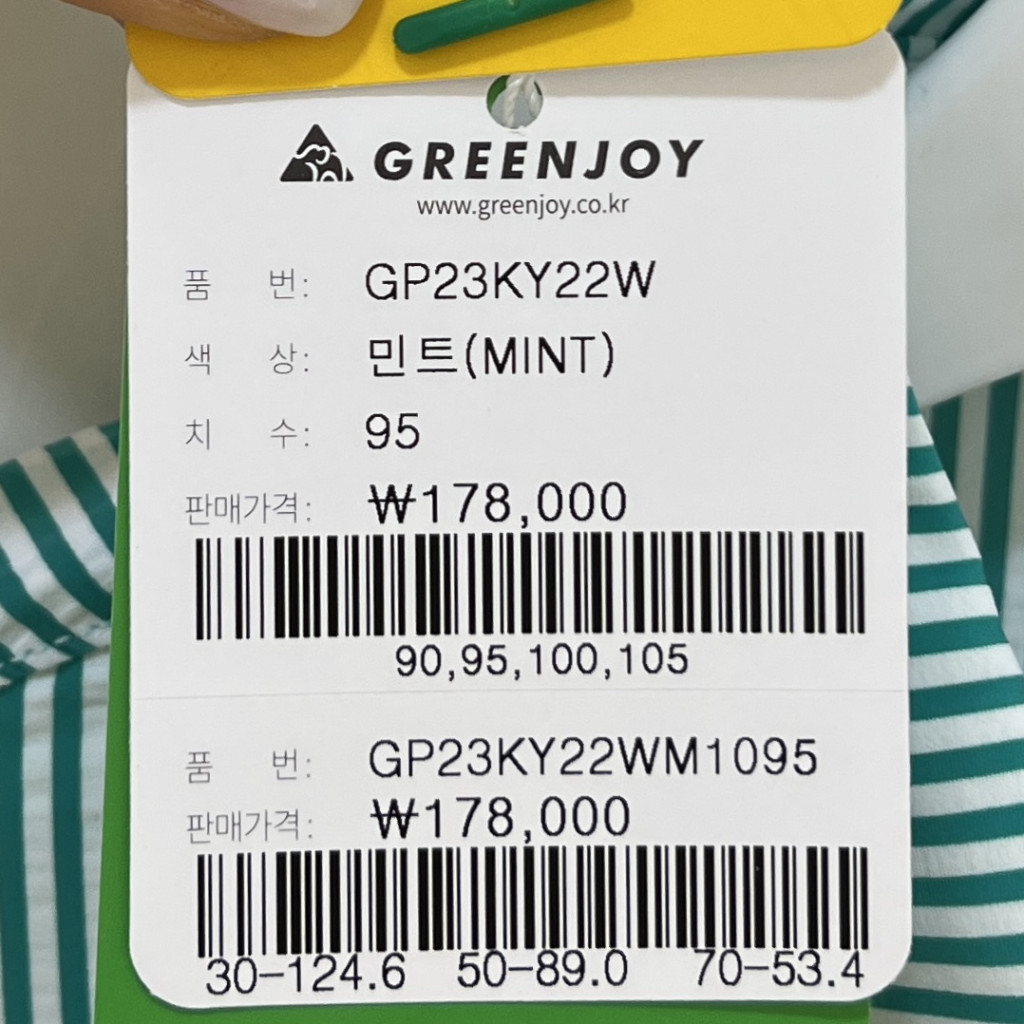 GREENJOY
www.greenjoy.co.kr
품 번: GP23KY22W
색 상: 민트(MINT)
치 수: 95
판매가격: ₩178,000
90,95,100,105
품 번: GP23KY22WM1095
판매가격: ₩178,000
30-124.6 50-89.0 70-53.4